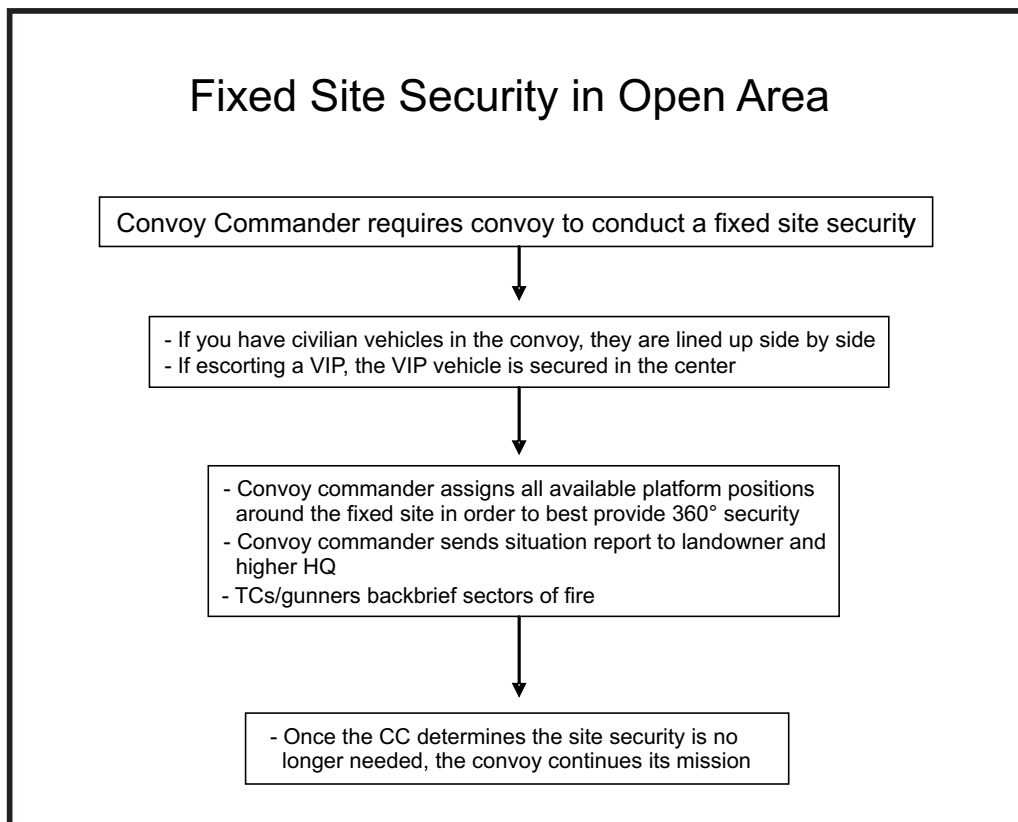 Fixed Site Security in Open Area
Convoy Commander requires convoy to conduct a fixed site security
- If you have civilian vehicles in the convoy, they are lined up side by side
- If escorting a VIP, the VIP vehicle is secured in the center
- Convoy commander assigns all available platform positions
around the fixed site in order to best provide 360° security
- Convoy commander sends situation report to landowner and
higher HQ
- TCs/gunners backbrief sectors of fire
- Once the CC determines the site security is no
longer needed, the convoy continues its mission